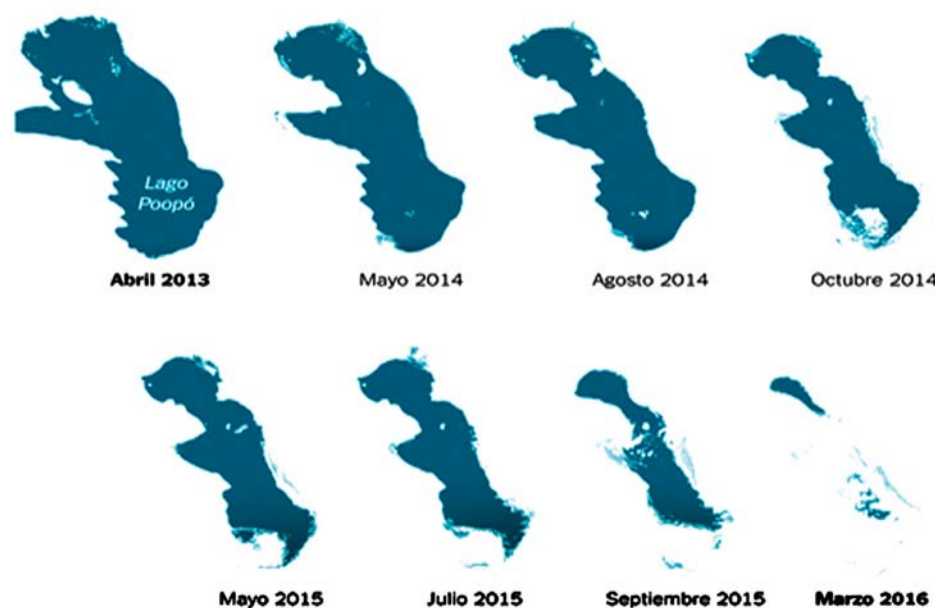 Lago
Poopó
Abril 2013
Mayo 2014
Agosto 2014
Octubre 2014
Mayo 2015
Julio 2015
Septiembre 2015
Marzo 2016